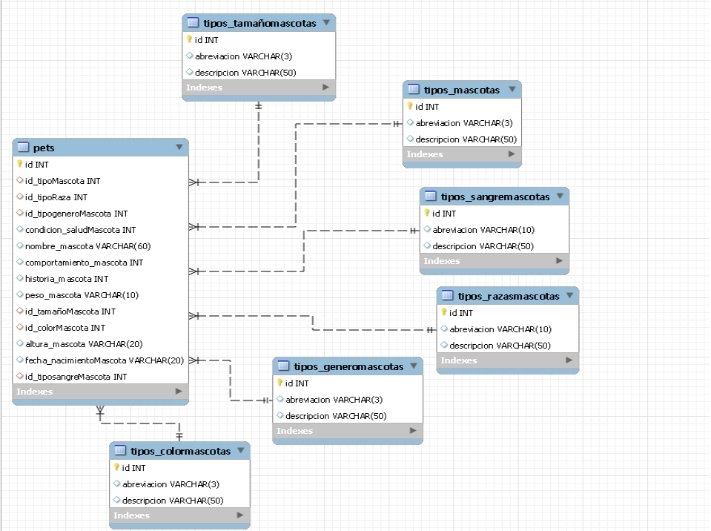 tipos_tamañomascotas
id INT
abreviacion VARCHAR(3)
descripcion VARCHAR(50)
Indexes
tipos_mascotas
id INT
abreviacion VARCHAR(3)
descripcion VARCHAR(50)
Indexes
pets
id INT
id_tipoMascota INT
id_tipoRaza INT
id_tipogeneroMascota INT
condicion_saludMascota INT
nombre_mascota VARCHAR(60)
comportamiento_mascota INT
historia_mascota INT
peso_mascota VARCHAR(10)
id_tamañoMascota INT
id_colorMascota INT
altura_mascota VARCHAR(20)
fecha_nacimientoMascota VARCHAR(20)
id_tiposangreMascota INT
Indexes
tipos_sangremascotas
id INT
abreviacion VARCHAR(10)
descripcion VARCHAR(50)
Indexes
tipos_razasmascotas
id INT
abreviacion VARCHAR(10)
descripcion VARCHAR(50)
Indexes
tipos_generomascotas
id INT
abreviacion VARCHAR(3)
descripcion VARCHAR(50)
Indexes
tipos_colormascotas
id INT
abreviacion VARCHAR(3)
descripcion VARCHAR(50)
Indexes